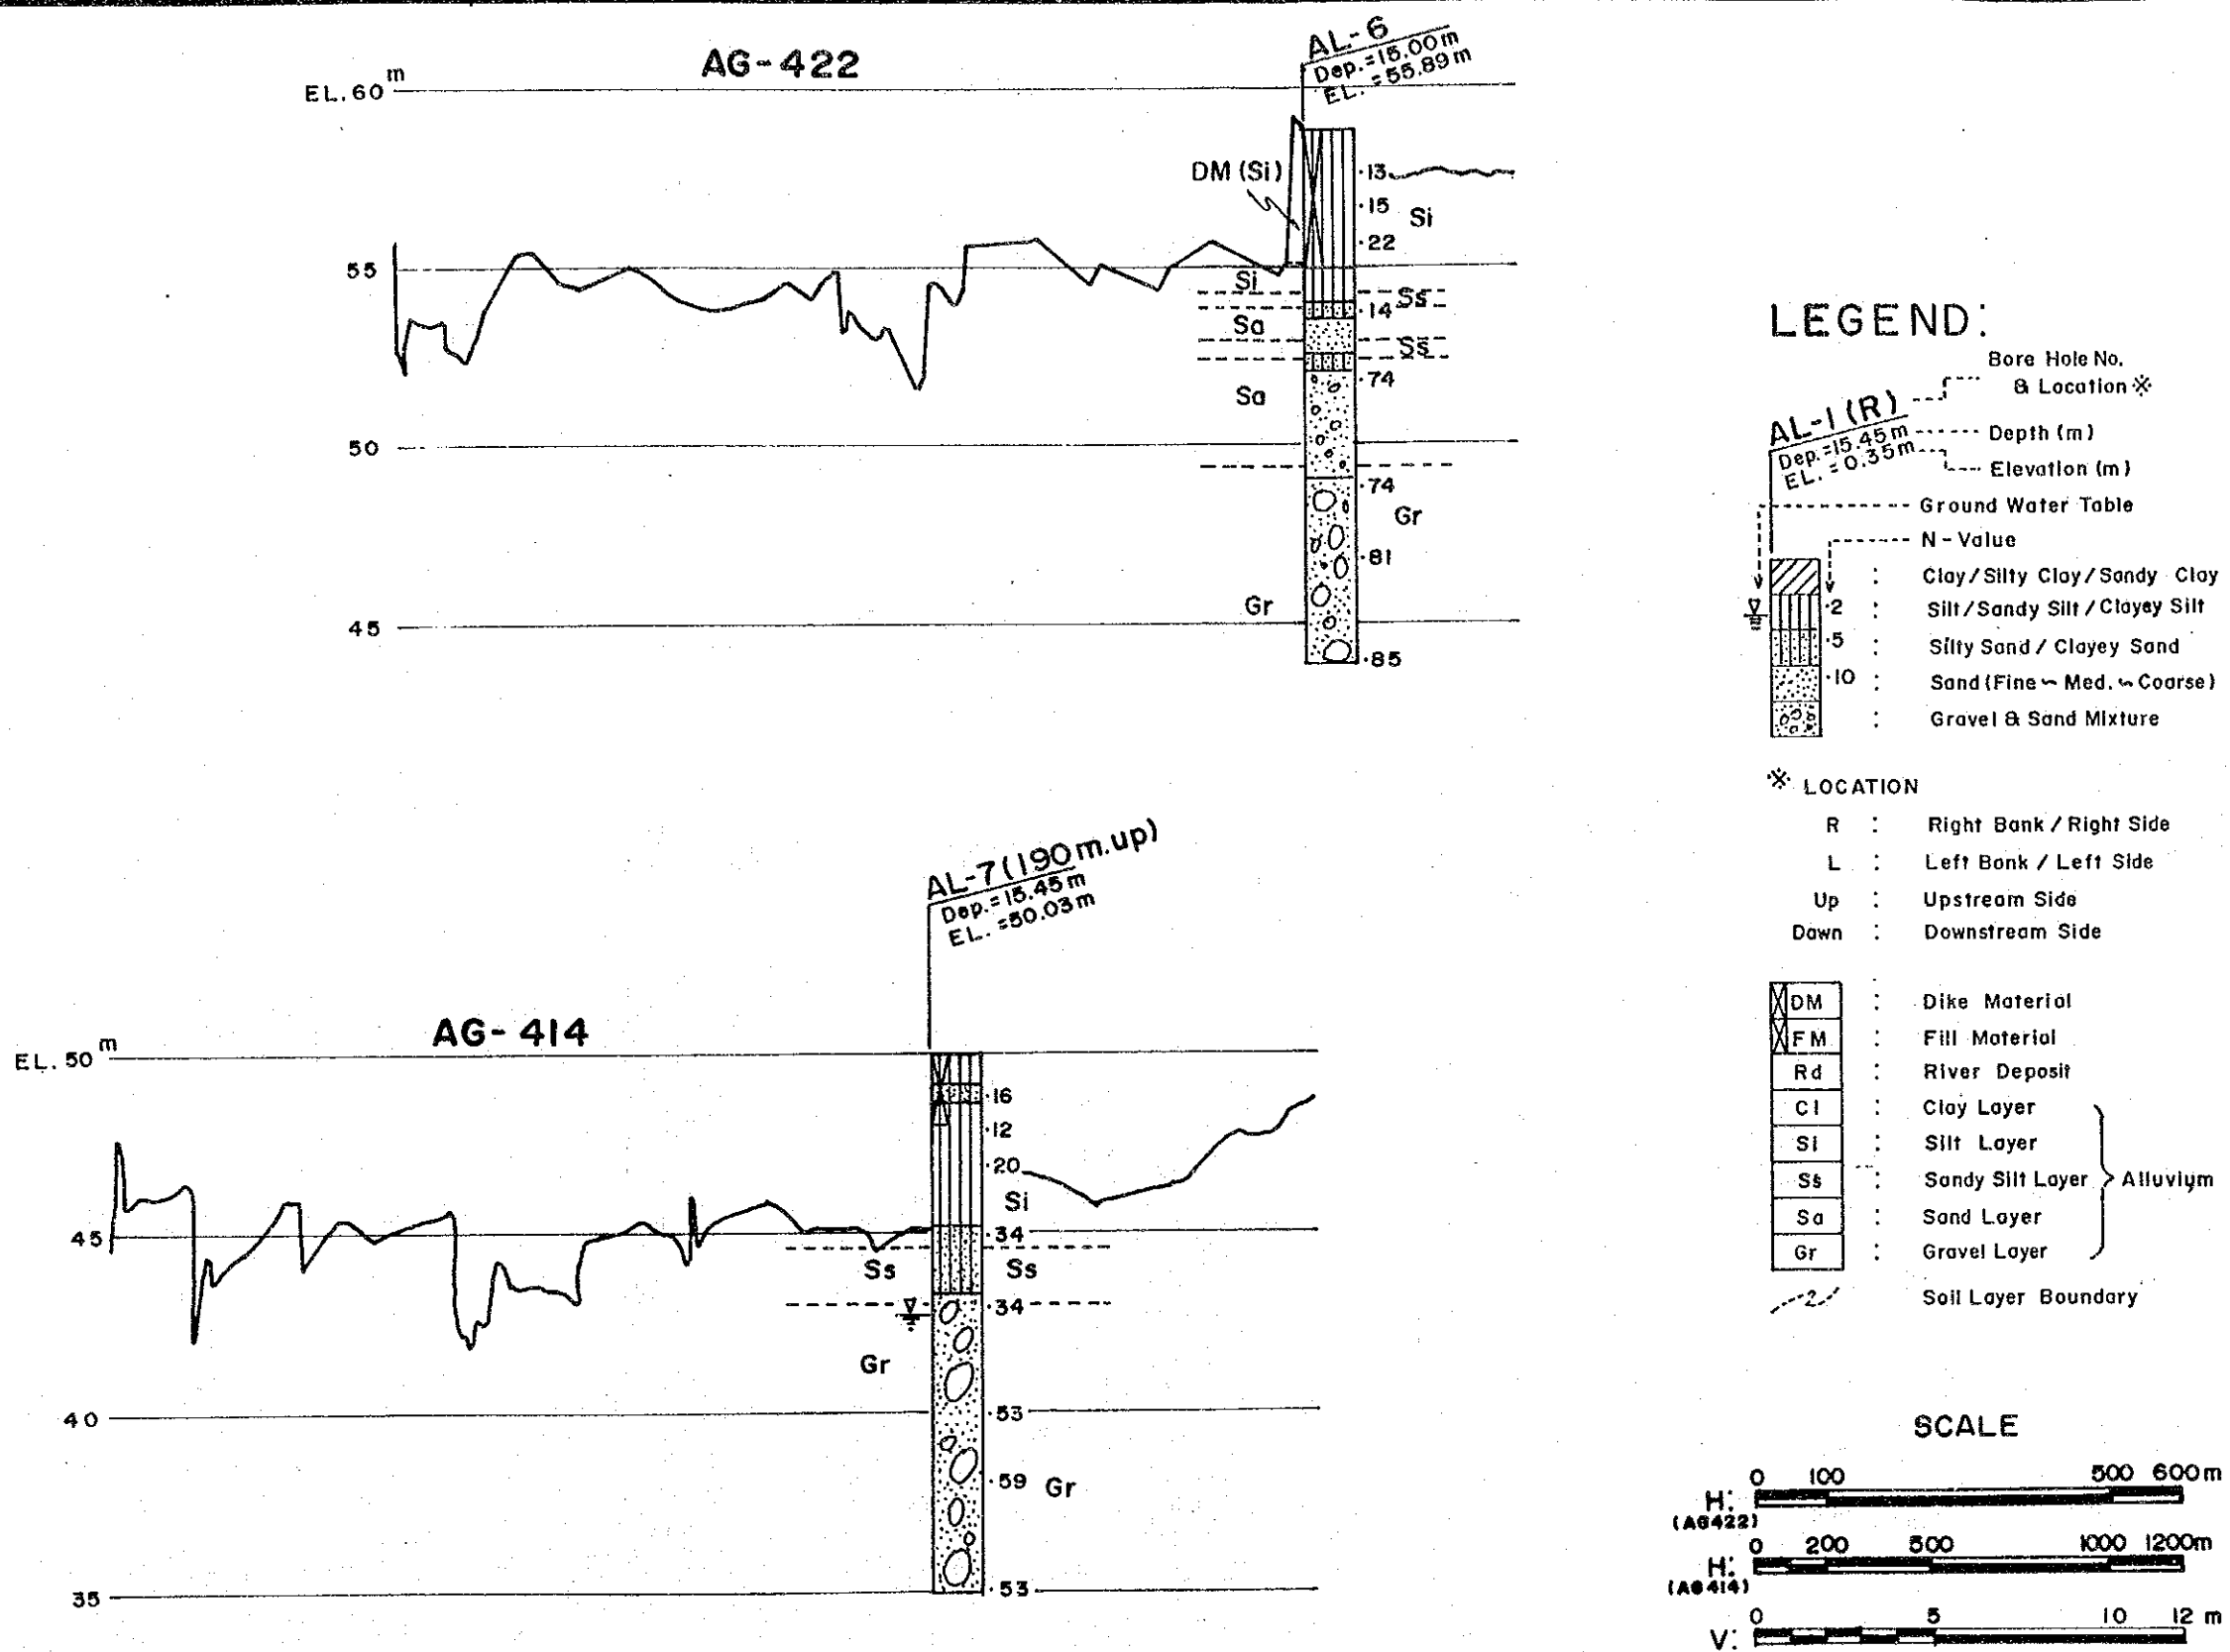 AG-422
EL. 60 m
55
50
45
AL-6
Dep.=15.00m
EL. =55.89m
DM (Si)
·13
·15
Si
·22
Si
Ss
·14
Sa
Ss
·74
Sa
·74
Gr
·81
Gr
·85
AG-414
EL. 50 m
45
40
35
AL-7(190m.up)
Dep.=15.45m
EL. =50.03m
·16
·12
·20
Si
·34
Ss
Ss
·34
Gr
·53
·59
Gr
·53
LEGEND:
Bore Hole No.
& Location ※
AL-1 (R)
Dep.=15.45m
Depth (m)
EL. = 0.35m
Elevation (m)
Ground Water Table
N-Value
: Clay/Silty Clay/Sandy Clay
·2 : Silt/Sandy Silt/Clayey Silt
·5 : Silty Sand / Clayey Sand
·10 : Sand (Fine ~ Med. ~ Coarse)
: Gravel & Sand Mixture
※ LOCATION
R : Right Bank / Right Side
L : Left Bank / Left Side
Up : Upstream Side
Down : Downstream Side
DM : Dike Material
FM : Fill Material
Rd : River Deposit
Cl : Clay Layer
Si : Silt Layer
Ss : Sandy Silt Layer
Alluvium
Sa : Sand Layer
Gr : Gravel Layer
Soil Layer Boundary
SCALE
0 100 500 600m
H:
(AG422)
0 200 500 1000 1200m
H:
(AG414)
0 5 10 12 m
V: